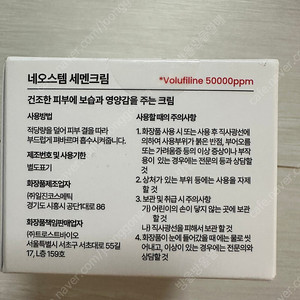 네오스템 세멘크림
*Volufiline 50000ppm
건조한 피부에 보습과 영양감을 주는 크림
사용방법
적당량을 덜어 피부 결을 따라
부드럽게 펴바르며 흡수시켜줍니다.
제조번호 및 사용기한
별도표기
화장품제조업자
(주)일진코스메틱
경기도 시흥시 공단1대로 86
화장품책임판매업자
(주)트로스트바이오
서울특별시 서초구 서초대로 55길
17, L층 159호
사용할 때의 주의사항
1. 화장품 사용 시 또는 사용 후 직사광선에
의하여 사용부위가 붉은 반점, 부어오름
또는 가려움증 등의 이상 증상이나 부작
용이 있는 경우에는 전문의 등과 상담할
것
2. 상처가 있는 부위 등에는 사용을 자제
할 것
3. 보관 및 취급 시 주의사항
가) 어린이의 손이 닿지 않는 곳에 보관
할 것
나) 직사광선을 피해서 보관 할 것
4. 화장품이 눈에 들어갔을 때에는 물로 씻
어내고, 이상이 있는 경우에는 전문의와
상담할 것